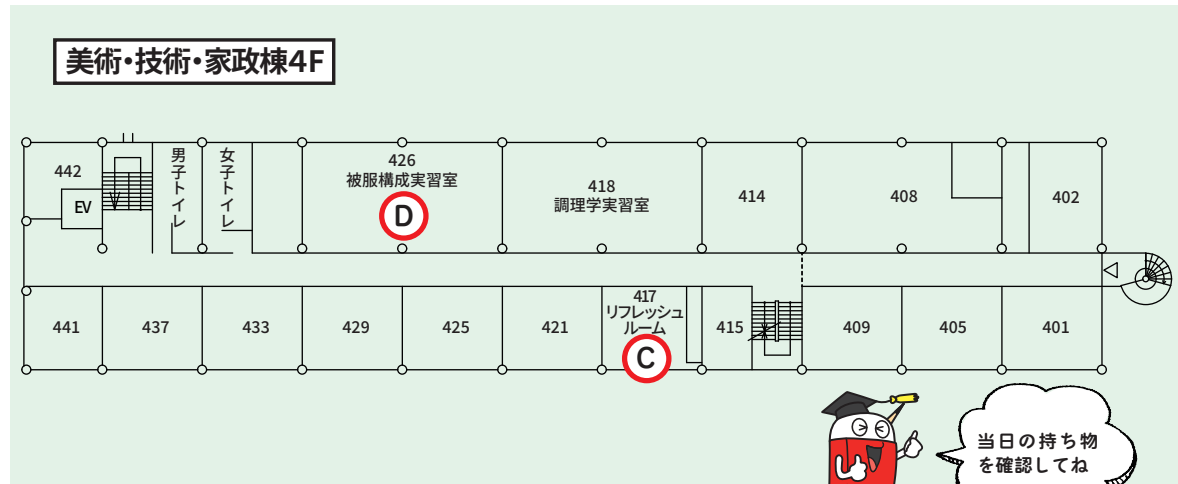 美術・技術・家政棟4F
442
EV
男子トイレ
女子トイレ
426
被服構成実習室
D
418
調理学実習室
414
408
402
441
437
433
429
425
421
417
リフレッシュ
ルーム
C
415
409
405
401
当日の持ち物
を確認してね